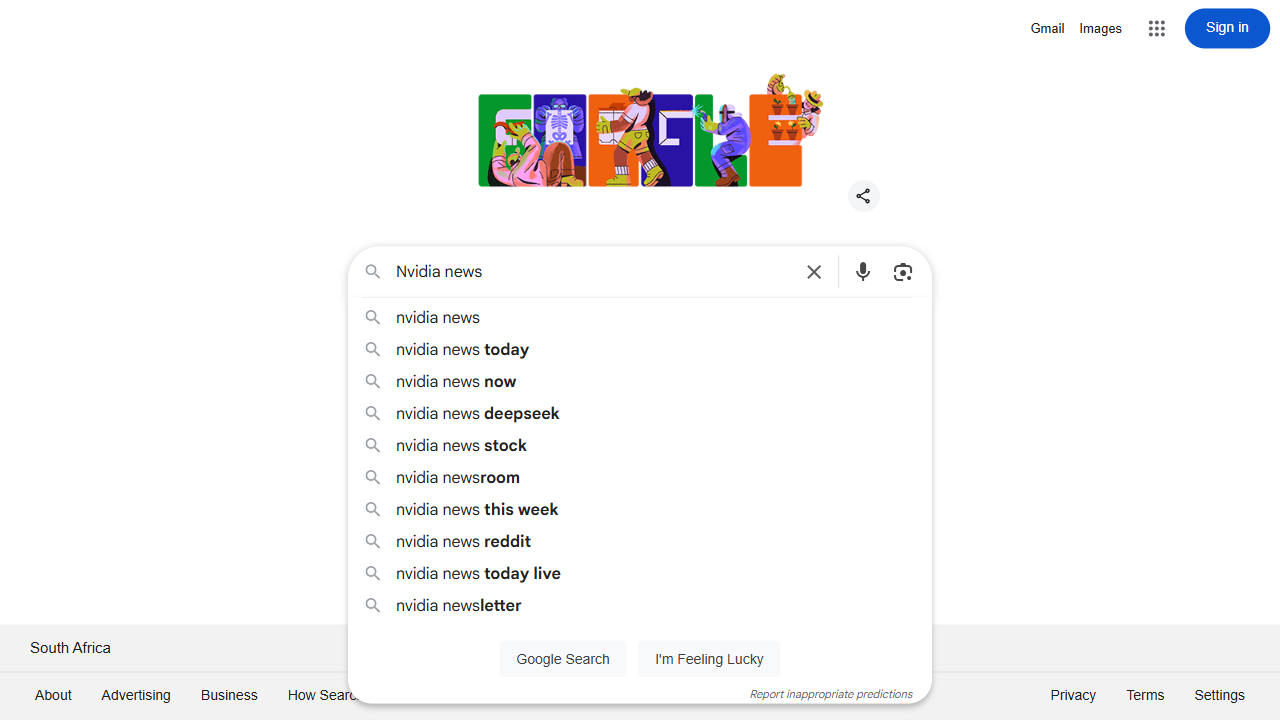 Gmail Images Sign in
Nvidia news
nvidia news
nvidia news today
nvidia news now
nvidia news deepseek
nvidia news stock
nvidia newsroom
nvidia news this week
nvidia news reddit
nvidia news today live
nvidia newsletter
Google Search I'm Feeling Lucky
Report inappropriate predictions
South Africa
About Advertising Business How Searc Privacy Terms Settings